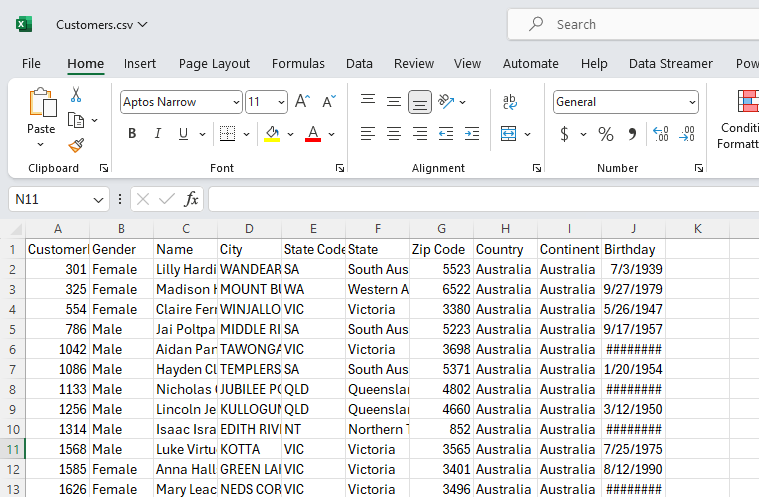 Customers.csv
Search
File Home Insert Page Layout Formulas Data Review View Automate Help Data Streamer Pow
Aptos Narrow 11 General
Paste B I U A $ % Conditi
Formatt
Clipboard Font Alignment Number
N11 fx
A B C D E F G H I J K
1 Customerl Gender Name City State Code State Zip Code Country Continent Birthday
2 301 Female Lilly Hardi WANDEAR SA South Aus 5523 Australia Australia 7/3/1939
3 325 Female Madison H MOUNT BU WA Western A 6522 Australia Australia 9/27/1979
4 554 Female Claire Ferr WINJALLO VIC Victoria 3380 Australia Australia 5/26/1947
5 786 Male Jai Poltpa MIDDLE RI SA South Aus 5223 Australia Australia 9/17/1957
6 1042 Male Aidan Pan TAWONGA VIC Victoria 3698 Australia Australia ########
7 1086 Male Hayden Cl TEMPLERS SA South Aus 5371 Australia Australia 1/20/1954
8 1133 Male Nicholas JUBILEE PO QLD Queenslan 4802 Australia Australia ########
9 1256 Male Lincoln Je KULLOGUN QLD Queenslan 4660 Australia Australia 3/12/1950
10 1314 Male Isaac Isra EDITH RIV NT Northern T 852 Australia Australia ########
11 1568 Male Luke Virtu KOTTA VIC Victoria 3565 Australia Australia 7/25/1975
12 1585 Female Anna Hall GREEN LA VIC Victoria 3401 Australia Australia 8/12/1990
13 1626 Female Mary Leac NEDS COR VIC Victoria 3496 Australia Australia ########